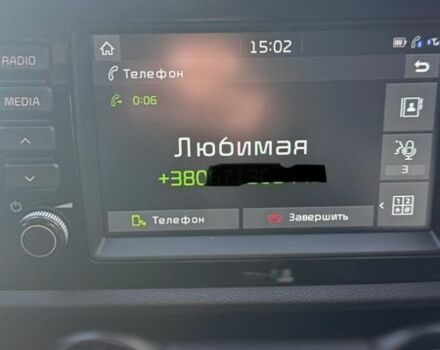 15:02
RADIO
Телефон
MEDIA
0:06
Любимая
+380
3
Телефон
Завершить